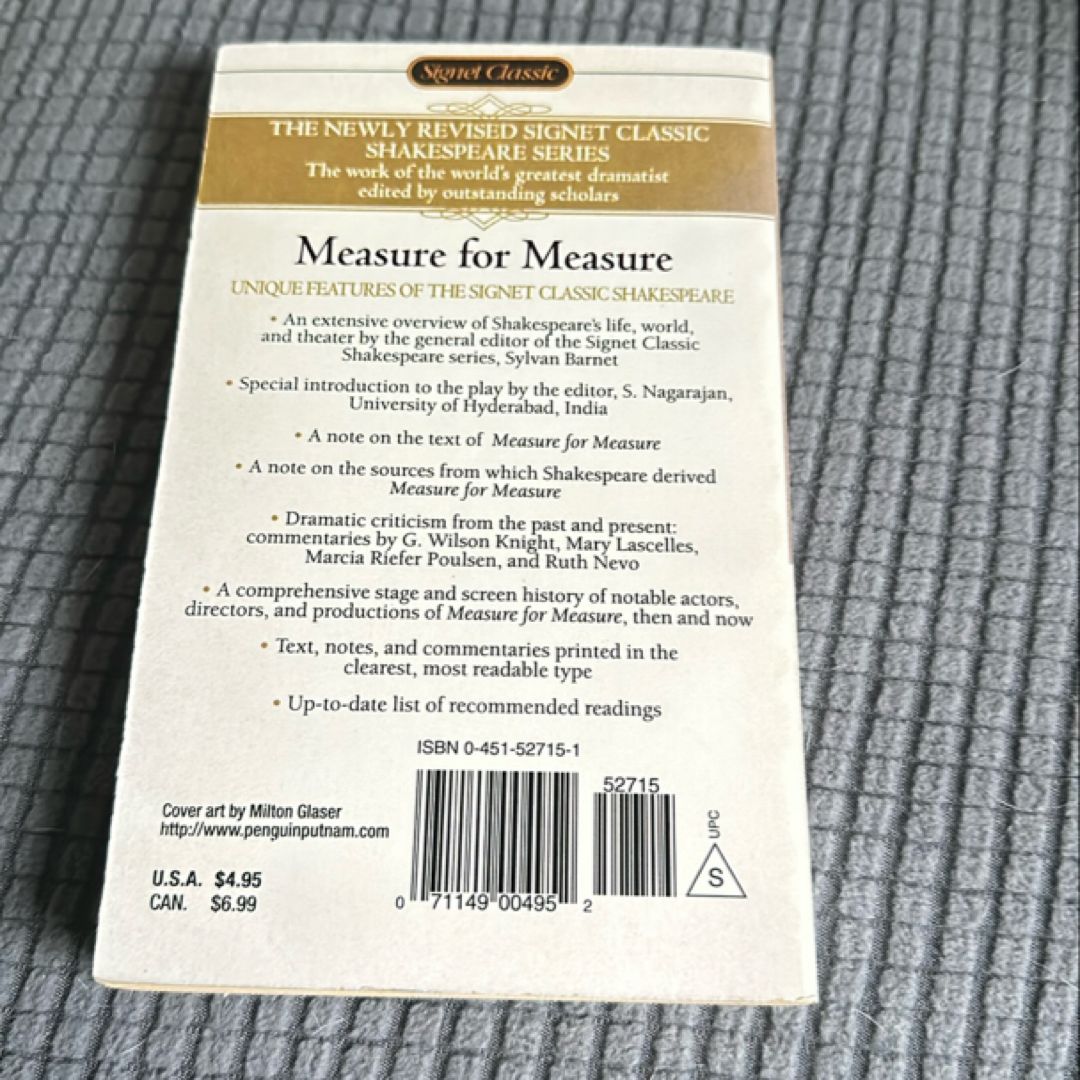 Signet Classic
THE NEWLY REVISED SIGNET CLASSIC
SHAKESPEARE SERIES
The work of the world's greatest dramatist
edited by outstanding scholars
Measure for Measure
UNIQUE FEATURES OF THE SIGNET CLASSIC SHAKESPEARE
• An extensive overview of Shakespeare's life, world,
and theater by the general editor of the Signet Classic
Shakespeare series, Sylvan Barnet
• Special introduction to the play by the editor, S. Nagarajan,
University of Hyderabad, India
• A note on the text of Measure for Measure
• A note on the sources from which Shakespeare derived
Measure for Measure
• Dramatic criticism from the past and present:
commentaries by G. Wilson Knight, Mary Lascelles,
Marcia Riefer Poulsen, and Ruth Nevo
• A comprehensive stage and screen history of notable actors,
directors, and productions of Measure for Measure, then and now
• Text, notes, and commentaries printed in the
clearest, most readable type
• Up-to-date list of recommended readings
ISBN 0-451-52715-1
52715
Cover art by Milton Glaser
http://www.penguinputnam.com
UPC
S
U.S.A. $4.95
CAN. $6.99
0 71149 00495 2